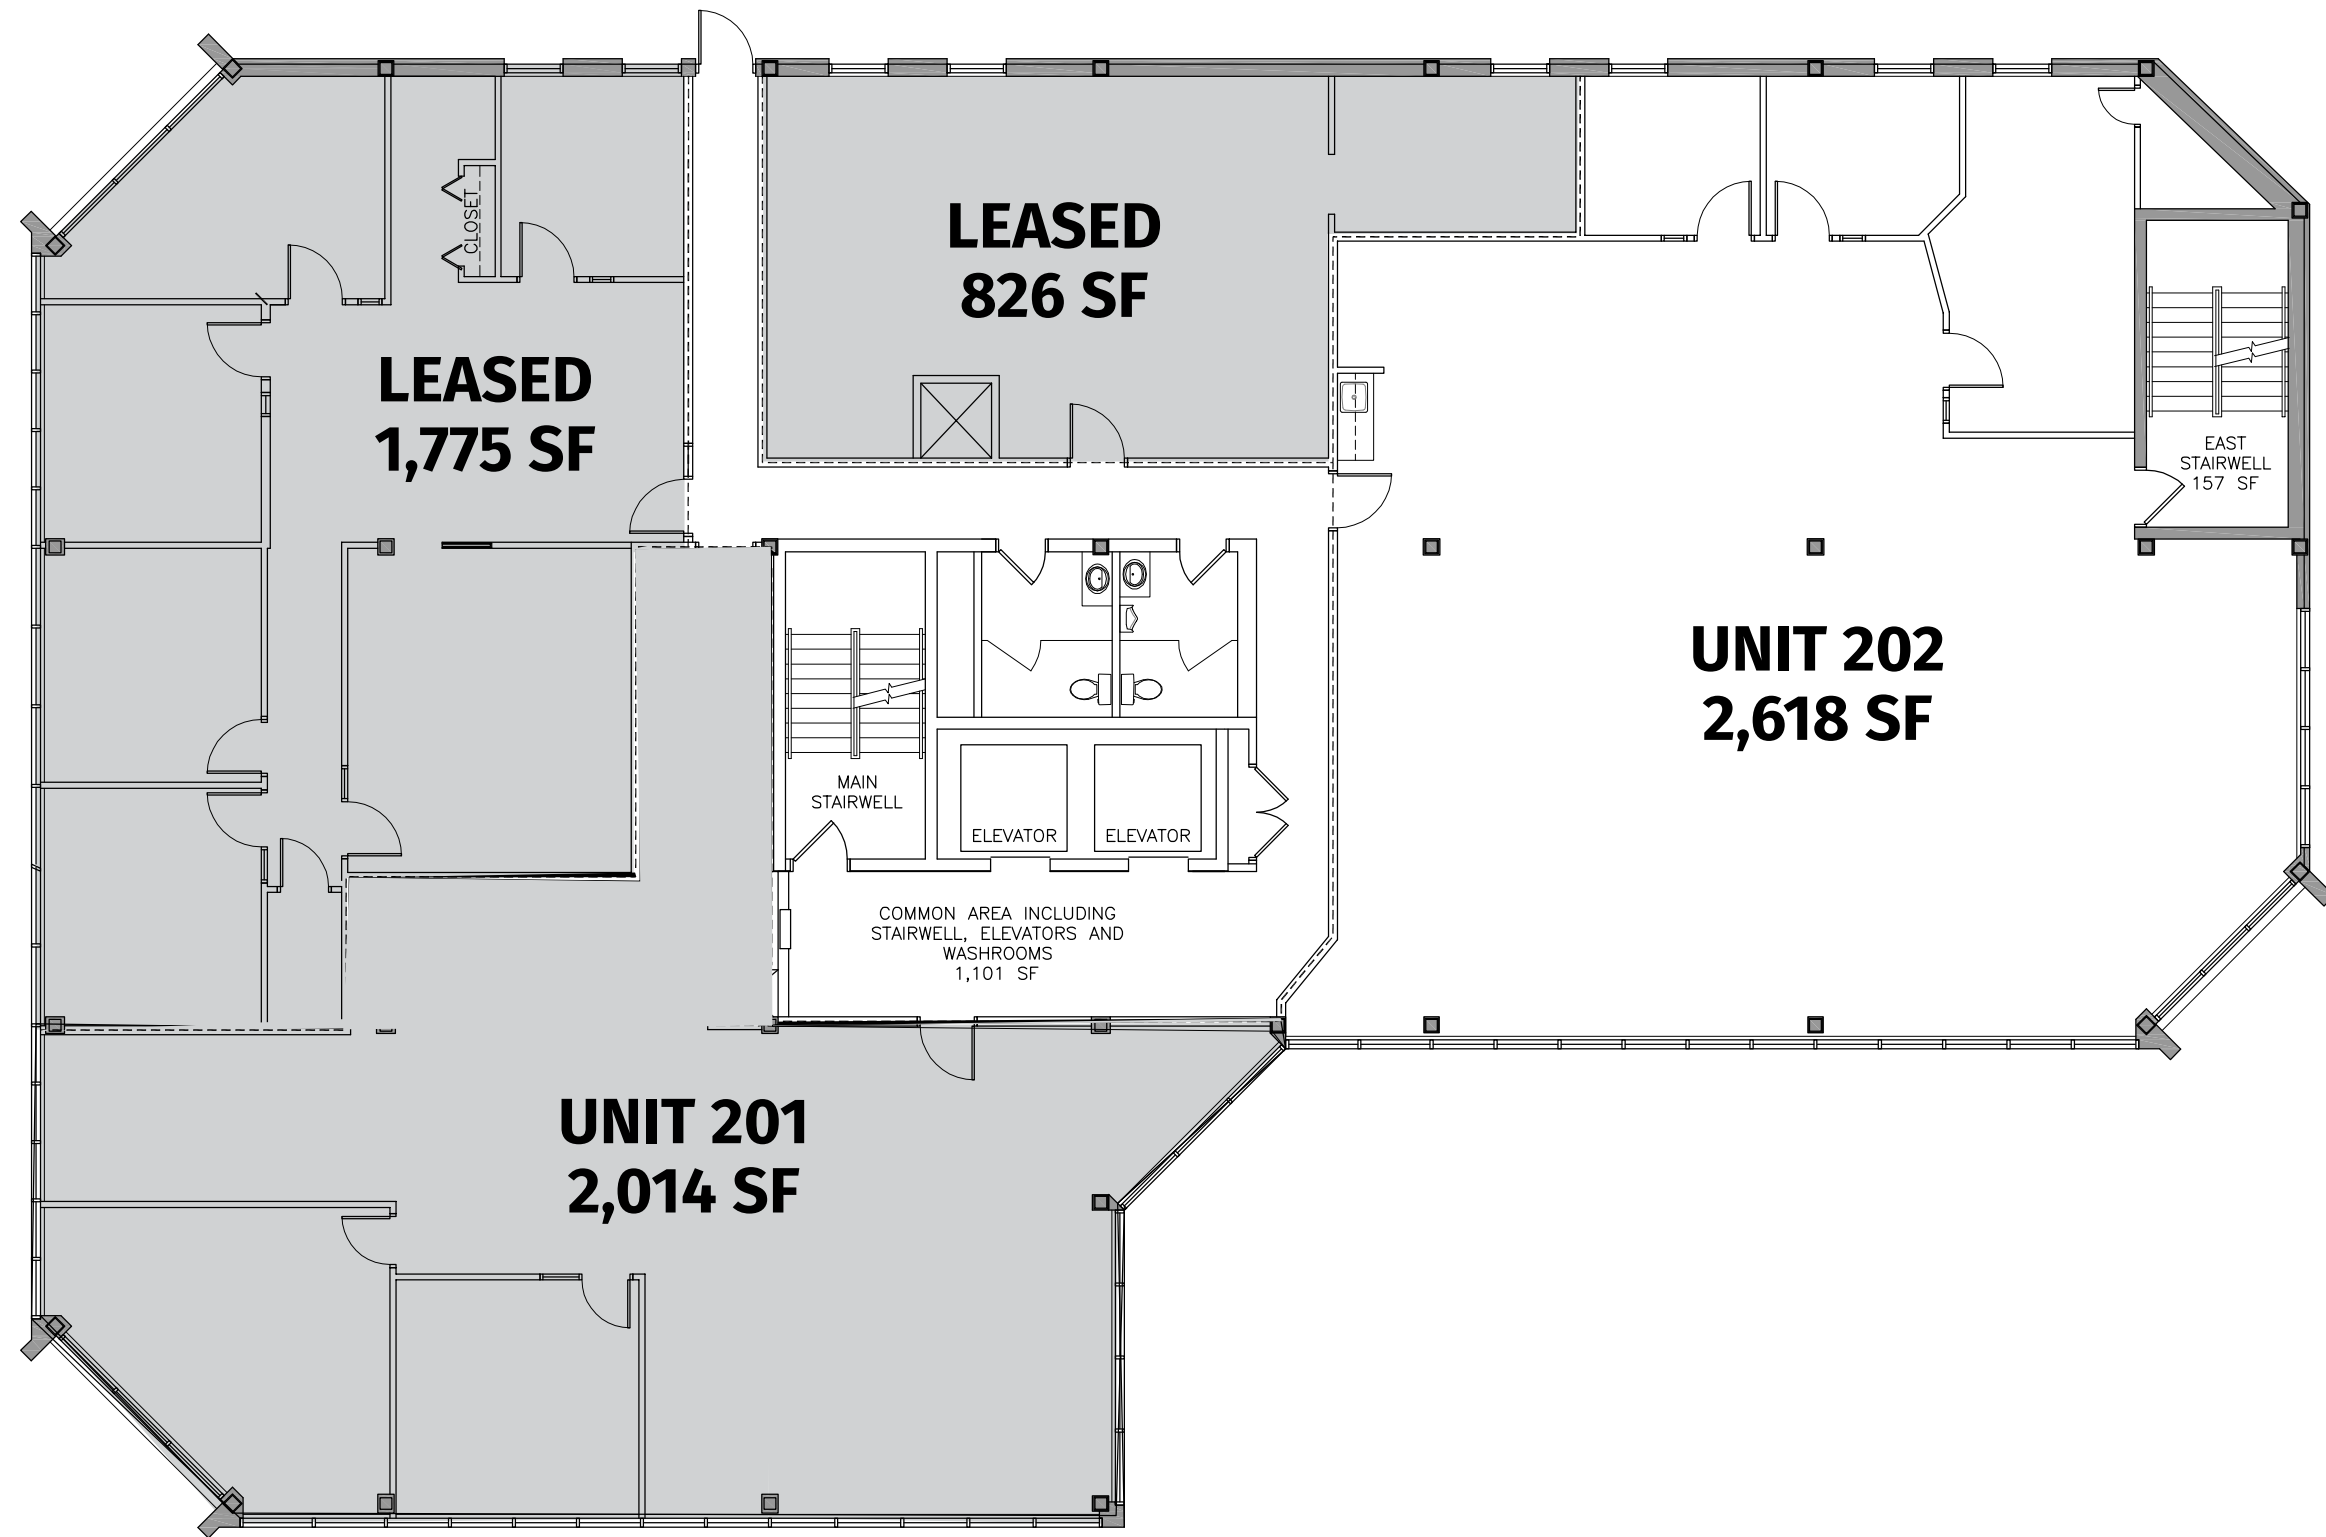 LEASED
826 SF
CLOSET
LEASED
1,775 SF
EAST
STAIRWELL
157 SF
UNIT 202
2,618 SF
MAIN
STAIRWELL
ELEVATOR
ELEVATOR
COMMON AREA INCLUDING
STAIRWELL, ELEVATORS AND
WASHROOMS
1,101 SF
UNIT 201
2,014 SF